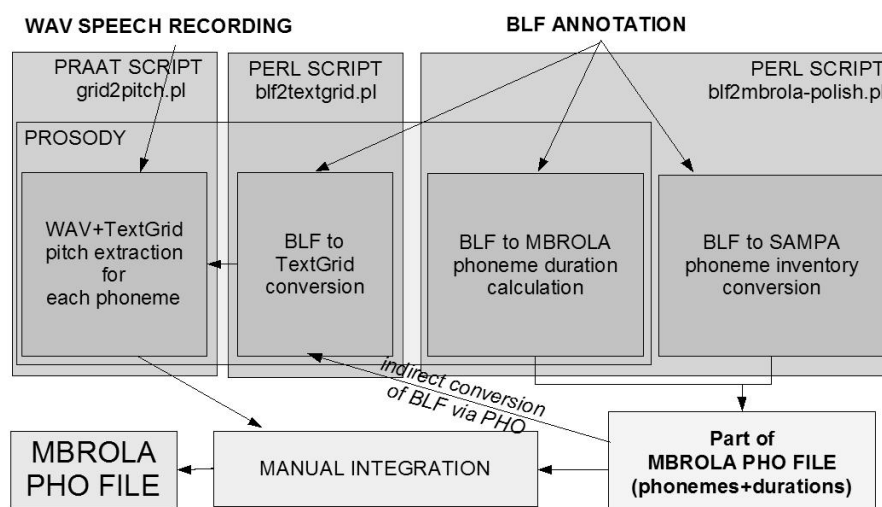 WAV SPEECH RECORDING
BLF ANNOTATION
PRAAT SCRIPT
grid2pitch.pl
PERL SCRIPT
blf2textgrid.pl
PERL SCRIPT
blf2mbrola-polish.pl
PROSODY
WAV+TextGrid
pitch extraction
for
each phoneme
BLF to
TextGrid
conversion
BLF to MBROLA
phoneme duration
calculation
BLF to SAMPA
phoneme inventory
conversion
indirect conversion
of BLF via PHO
MBROLA
PHO FILE
MANUAL INTEGRATION
Part of
MBROLA PHO FILE
(phonemes+durations)